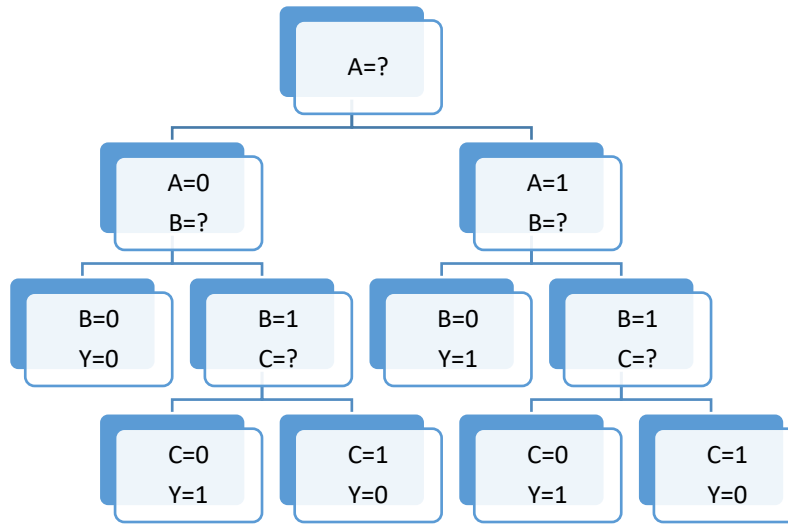 A=?
A=0
B=?
A=1
B=?
B=0
Y=0
B=1
C=?
B=0
Y=1
B=1
C=?
C=0
Y=1
C=1
Y=0
C=0
Y=1
C=1
Y=0